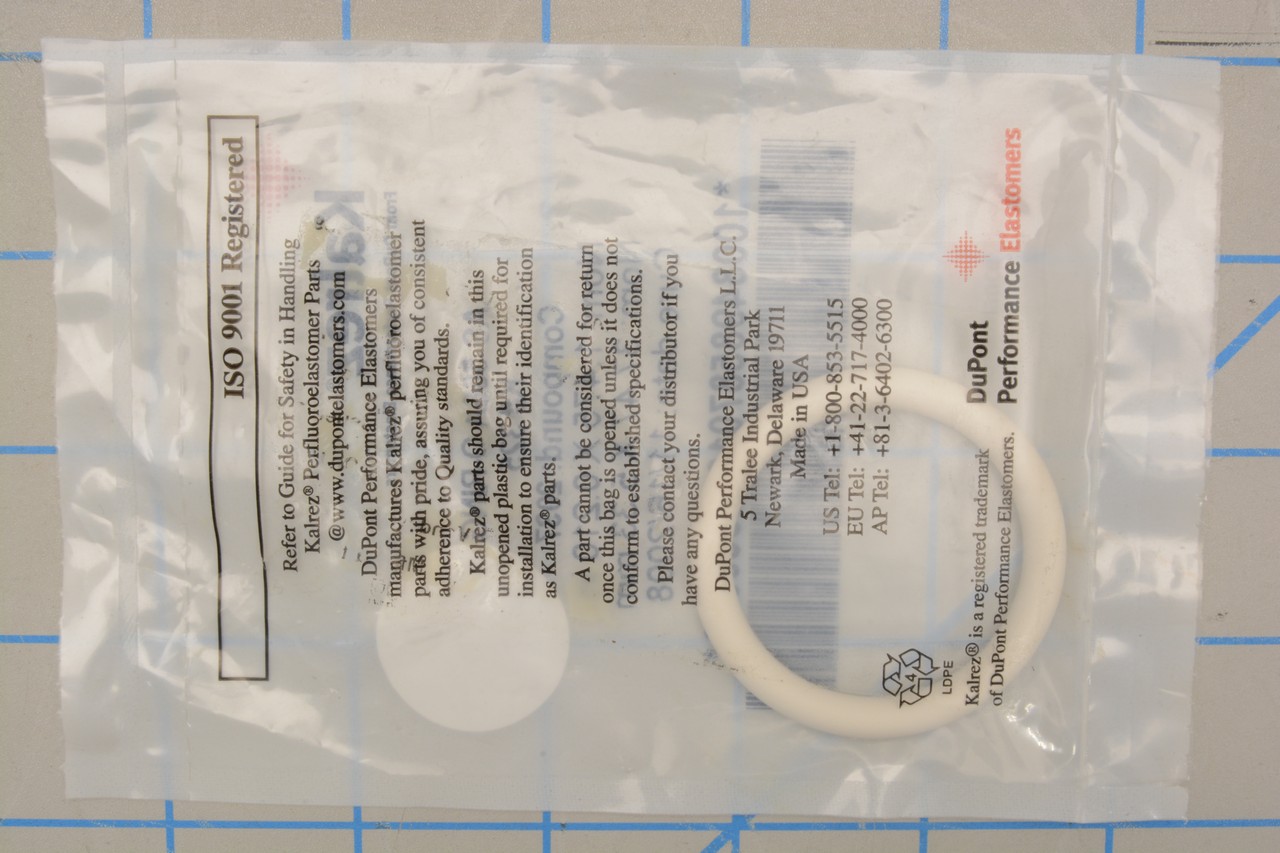 ISO 9001 Registered
Refer to Guide for Safety in Handling
Kalrez® Perfluoroelastomer Parts
@www.dupontelastomers.com
DuPont Performance Elastomers
manufactures Kalrez® perfluoroelastomer
parts with pride, assuring you of consistent
adherence to Quality standards.
Kalrez® parts should remain in this
unopened plastic bag until required for
installation to ensure their identification
as Kalrez® parts.
A part cannot be considered for return
once this bag is opened unless it does not
conform to established specifications.
Please contact your distributor if you
have any questions.
DuPont Performance Elastomers L.L.C.
5 Tralee Industrial Park
Newark, Delaware 19711
Made in USA
US Tel: +1-800-853-5515
EU Tel: +41-22-717-4000
AP Tel: +81-3-6402-6300
4
LDPE
DuPont
Performance Elastomers
Kalrez® is a registered trademark
of DuPont Performance Elastomers.